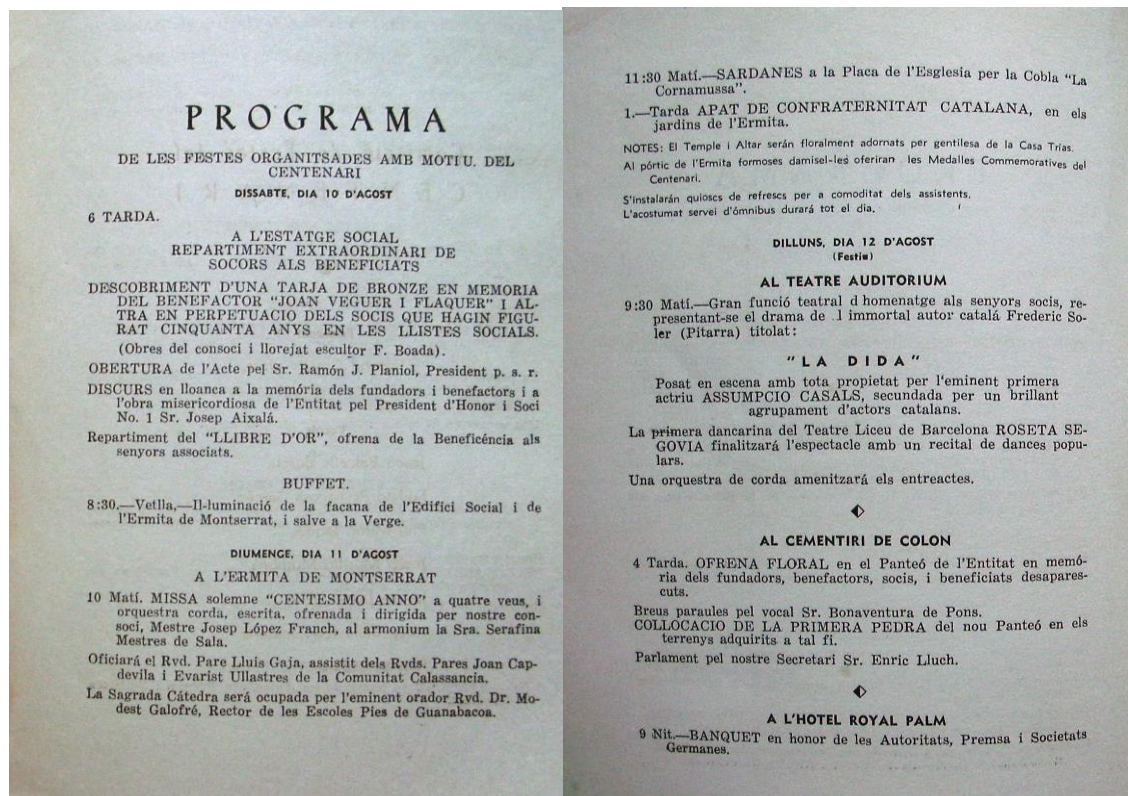 PROGRAMA
DE LES FESTES ORGANITSADES AMB MOTIU. DEL
CENTENARI
DISSABTE, DIA 10 D'AGOST
6 TARDA.
A L'ESTATGE SOCIAL
REPARTIMENT EXTRAORDINARI DE
SOCORS ALS BENEFICIATS
DESCOBRIMENT D'UNA TARJA DE BRONZE EN MEMORIA
DEL BENEFACTOR "JOAN VEGUER I FLAQUER" I AL-
TRA EN PERPETUACIO DELS SOCIS QUE HAGIN FIGU-
RAT CINQUANTA ANYS EN LES LLISTES SOCIALS.
(Obres del consoci i llorejat escultor F. Boada).
OBERTURA de l'Acte pel Sr. Ramón J. Planiol, President p. s. r.
DISCURS en lloanca a la memória dels fundadors i benefactors i a
l'obra misericordiosa de l'Entitat pel President d'Honor i Soci
No. 1 Sr. Josep Aixalá.
Repartiment del "LLIBRE D'OR", ofrena de la Beneficéncia als
senyors associats.
BUFFET.
8:30.—Vetlla,—Il-luminació de la facana de l'Edifici Social i de
l'Ermita de Montserrat, i salve a la Verge.
DIUMENGE, DIA 11 D'AGOST
A L'ERMITA DE MONTSERRAT
10 Matí. MISSA solemne "CENTESIMO ANNO" a quatre veus, i
orquestra corda, escrita, ofrenada i dirigida per nostre con-
soci, Mestre Josep López Franch, al armonium la Sra. Serafina
Mestres de Sala.
Oficiará el Rvd. Pare Lluis Gaja, assistit dels Rvds. Pares Joan Cap-
devila i Evarist Ullastres de la Comunitat Calassancia.
La Sagrada Cátedra será ocupada per l'eminent orador Rvd. Dr. Mo-
dest Galofré, Rector de les Escoles Pies de Guanabacoa.
11:30 Matí.—SARDANES a la Placa de l'Esglesia per la Cobla "La
Cornamussa".
1.—Tarda APAT DE CONFRATERNITAT CATALANA, en els
jardins de l'Ermita.
NOTES: El Temple i Altar serán floralment adornats per gentilesa de la Casa Trías.
Al pórtic de l'Ermita formoses damisel-les oferiran les Medalles Commemoratives del
Centenari.
S'instalarán quioscs de refrescs per a comoditat dels assistents.
L'acostumat servei d'ómnibus durará tot el dia.
DILLUNS, DIA 12 D'AGOST
(Festiu)
AL TEATRE AUDITORIUM
9:30 Matí.—Gran funció teatral d homenatge als senyors socis, re-
presentant-se el drama de .l immortal autor catalá Frederic So-
ler (Pitarra) titolat:
"LA DIDA"
Posat en escena amb tota propietat per l'eminent primera
actriu ASSUMPCIO CASALS, secundada per un brillant
agrupament d'actors catalans.
La primera dancarina del Teatre Liceu de Barcelona ROSETA SE-
GOVIA finalitzará l'espectacle amb un recital de dances popu-
lars.
Una orquestra de corda amenitzará els entreactes.
AL CEMENTIRI DE COLON
4 Tarda. OFRENA FLORAL en el Panteó de l'Entitat en memó-
ria dels fundadors, benefactors, socis, i beneficiats desapares-
cuts.
Breus paraules pel vocal Sr. Bonaventura de Pons.
COLLOCACIO DE LA PRIMERA PEDRA del nou Panteó en els
terrenys adquirits a tal fi.
Parlament pel nostre Secretari Sr. Enric Lluch.
A L'HOTEL ROYAL PALM
9 Nit.—BANQUET en honor de les Autoritats, Premsa i Societats
Germanes.